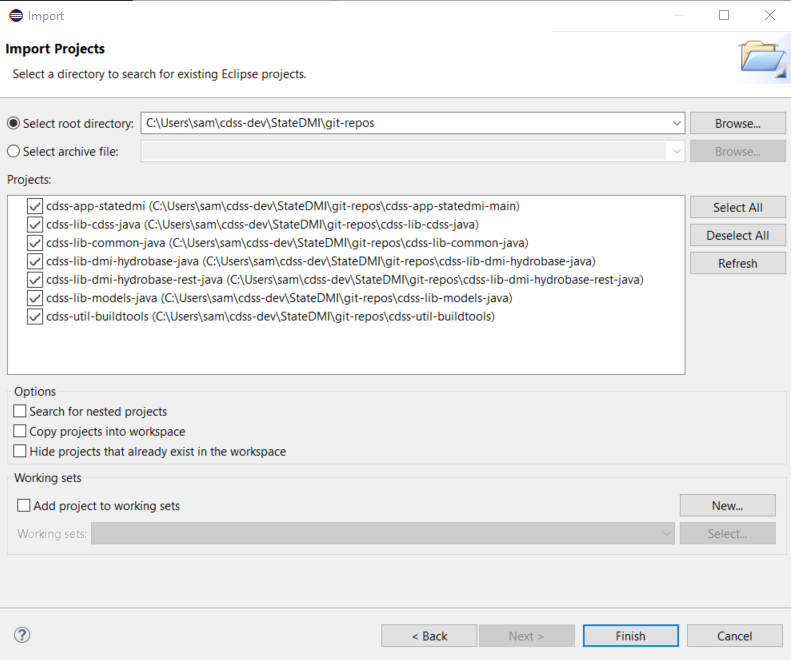 Import
Import Projects
Select a directory to search for existing Eclipse projects.
Select root directory: C:\Users\sam\cdss-dev\StateDMI\git-repos Browse...
Select archive file: Browse...
Projects:
cdss-app-statedmi (C:\Users\sam\cdss-dev\StateDMI\git-repos\cdss-app-statedmi-main)
cdss-lib-cdss-java (C:\Users\sam\cdss-dev\StateDMI\git-repos\cdss-lib-cdss-java)
cdss-lib-common-java (C:\Users\sam\cdss-dev\StateDMI\git-repos\cdss-lib-common-java)
cdss-lib-dmi-hydrobase-java (C:\Users\sam\cdss-dev\StateDMI\git-repos\cdss-lib-dmi-hydrobase-java)
cdss-lib-dmi-hydrobase-rest-java (C:\Users\sam\cdss-dev\StateDMI\git-repos\cdss-lib-dmi-hydrobase-rest-java)
cdss-lib-models-java (C:\Users\sam\cdss-dev\StateDMI\git-repos\cdss-lib-models-java)
cdss-util-buildtools (C:\Users\sam\cdss-dev\StateDMI\git-repos\cdss-util-buildtools)
Select All
Deselect All
Refresh
Options
Search for nested projects
Copy projects into workspace
Hide projects that already exist in the workspace
Working sets
Add project to working sets New...
Working sets: Select...
? < Back Next > Finish Cancel